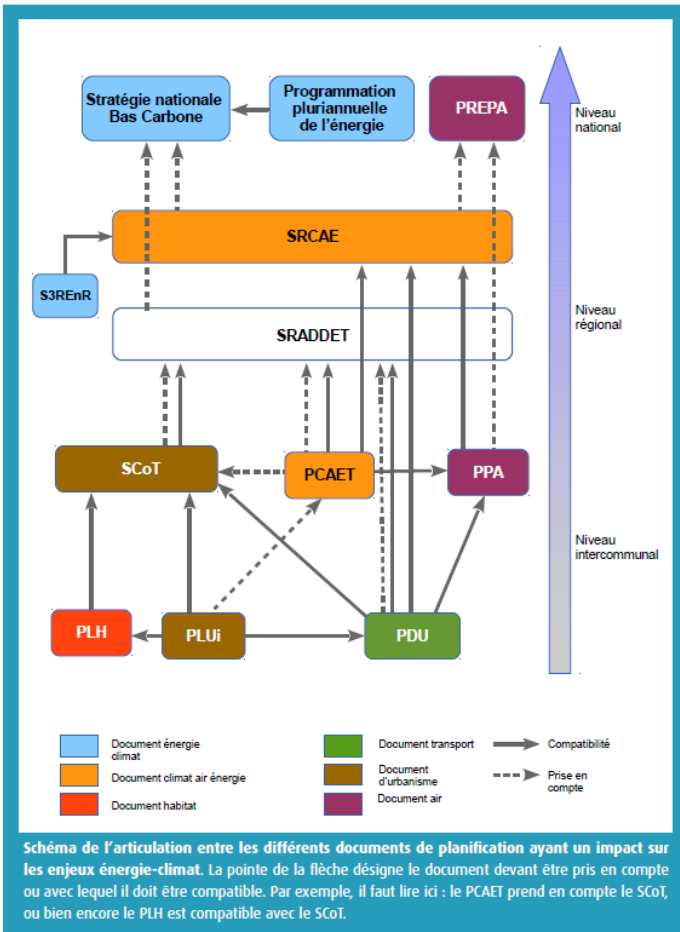 Stratégie nationale
Bas Carbone
Programmation
pluriannuelle
de l'énergie
PREPA
Niveau
national
SRCAE
S3REnR
Niveau
régional
SRADDET
SCoT
PCAET
PPA
Niveau
intercommunal
PLH
PLUi
PDU
Document énergie
climat
Document climat air énergie
Document habitat
Document transport
Document
d'urbanisme
Document air
Compatibilité
Prise en
compte
Schéma de l'articulation entre les différents documents de planification ayant un impact sur
les enjeux énergie-climat. La pointe de la flèche désigne le document devant être pris en compte
ou avec lequel il doit être compatible. Par exemple, il faut lire ici : le PCAET prend en compte le SCoT,
ou bien encore le PLH est compatible avec le SCoT.